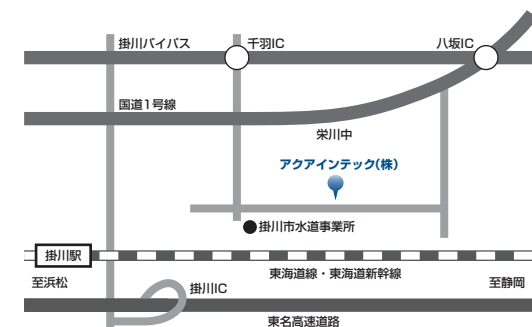 掛川バイパス
千羽IC
八坂IC
国道1号線
栄川中
アクアインテック(株)
掛川市水道事業所
掛川駅
東海道線・東海道新幹線
至浜松
至静岡
掛川IC
東名高速道路